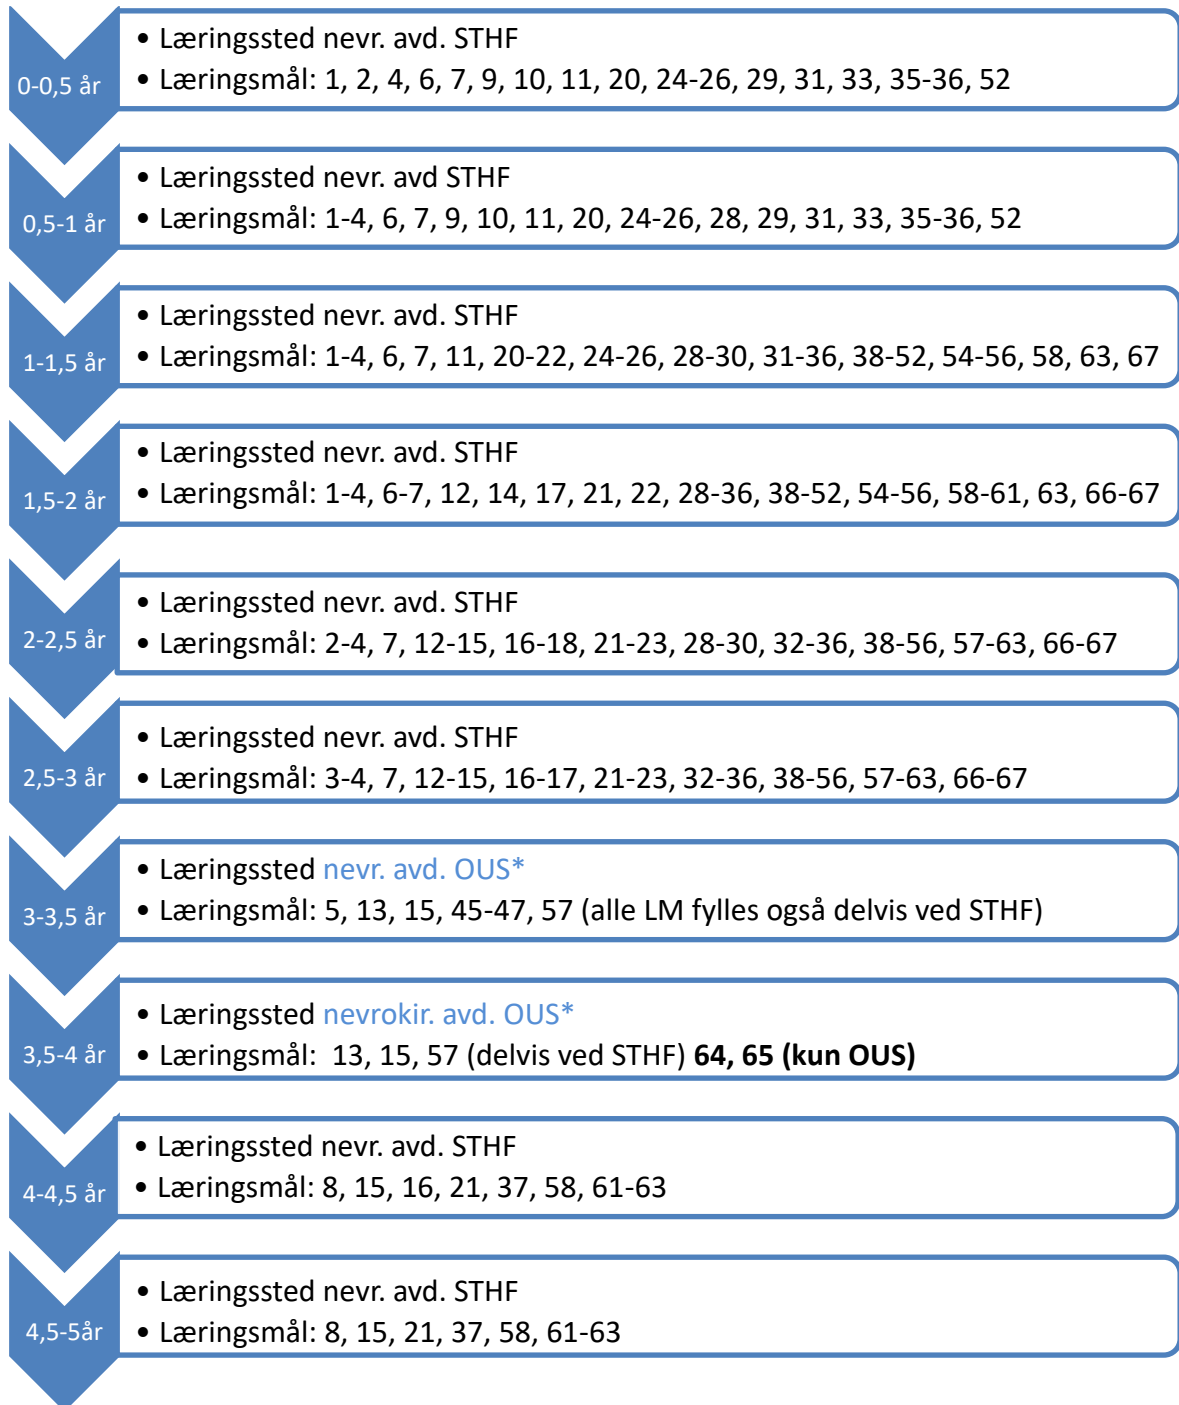 0-0,5 år
• Læringssted nevr. avd. STHF
• Læringsmål: 1, 2, 4, 6, 7, 9, 10, 11, 20, 24-26, 29, 31, 33, 35-36, 52
0,5-1 år
• Læringssted nevr. avd STHF
• Læringsmål: 1-4, 6, 7, 9, 10, 11, 20, 24-26, 28, 29, 31, 33, 35-36, 52
1-1,5 år
• Læringssted nevr. avd. STHF
• Læringsmål: 1-4, 6, 7, 11, 20-22, 24-26, 28-30, 31-36, 38-52, 54-56, 58, 63, 67
1,5-2 år
• Læringssted nevr. avd. STHF
• Læringsmål: 1-4, 6-7, 12, 14, 17, 21, 22, 28-36, 38-52, 54-56, 58-61, 63, 66-67
2-2,5 år
• Læringssted nevr. avd. STHF
• Læringsmål: 2-4, 7, 12-15, 16-18, 21-23, 28-30, 32-36, 38-56, 57-63, 66-67
2,5-3 år
• Læringssted nevr. avd. STHF
• Læringsmål: 3-4, 7, 12-15, 16-17, 21-23, 32-36, 38-56, 57-63, 66-67
3-3,5 år
• Læringssted nevr. avd. OUS*
• Læringsmål: 5, 13, 15, 45-47, 57 (alle LM fylles også delvis ved STHF)
3,5-4 år
• Læringssted nevrokir. avd. OUS*
• Læringsmål: 13, 15, 57 (delvis ved STHF) 64, 65 (kun OUS)
4-4,5 år
• Læringssted nevr. avd. STHF
• Læringsmål: 8, 15, 16, 21, 37, 58, 61-63
4,5-5år
• Læringssted nevr. avd. STHF
• Læringsmål: 8, 15, 21, 37, 58, 61-63